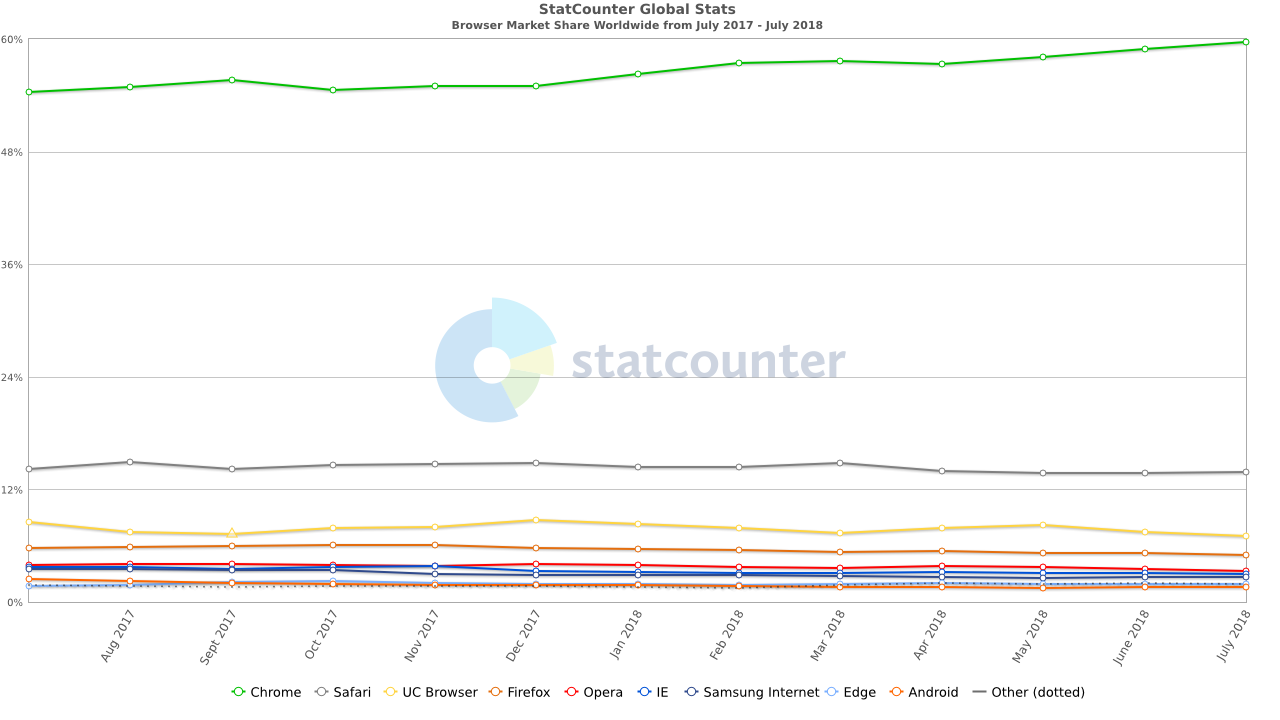 StatCounter Global Stats
Browser Market Share Worldwide from July 2017 - July 2018
60%
48%
36%
24%
12%
0%
statcounter
Aug 2017
Sept 2017
Oct 2017
Nov 2017
Dec 2017
Jan 2018
Feb 2018
Mar 2018
Apr 2018
May 2018
June 2018
July 2018
Chrome Safari UC Browser Firefox Opera IE Samsung Internet Edge Android Other (dotted)